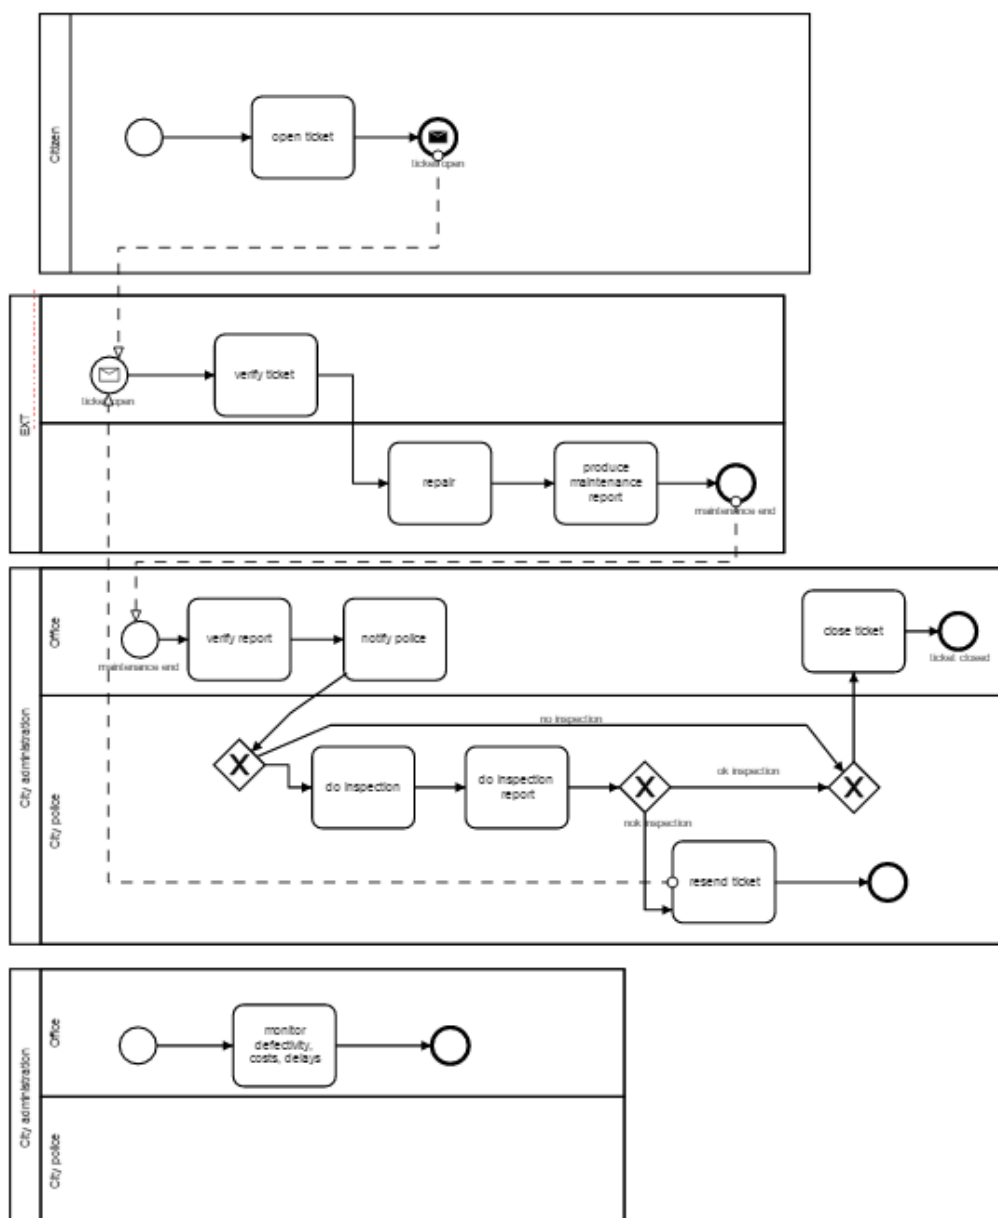 Citizen
open ticket
ticket open
EXT
verify ticket
ticket open
repair
produce
maintenance
report
maintenance end
City administration
Office
verify report
notify police
close ticket
maintenance end
ticket closed
City police
no inspection
do inspection
do inspection
report
ok inspection
nok inspection
resend ticket
City administration
Office
monitor
defectivity,
costs, delays
City police